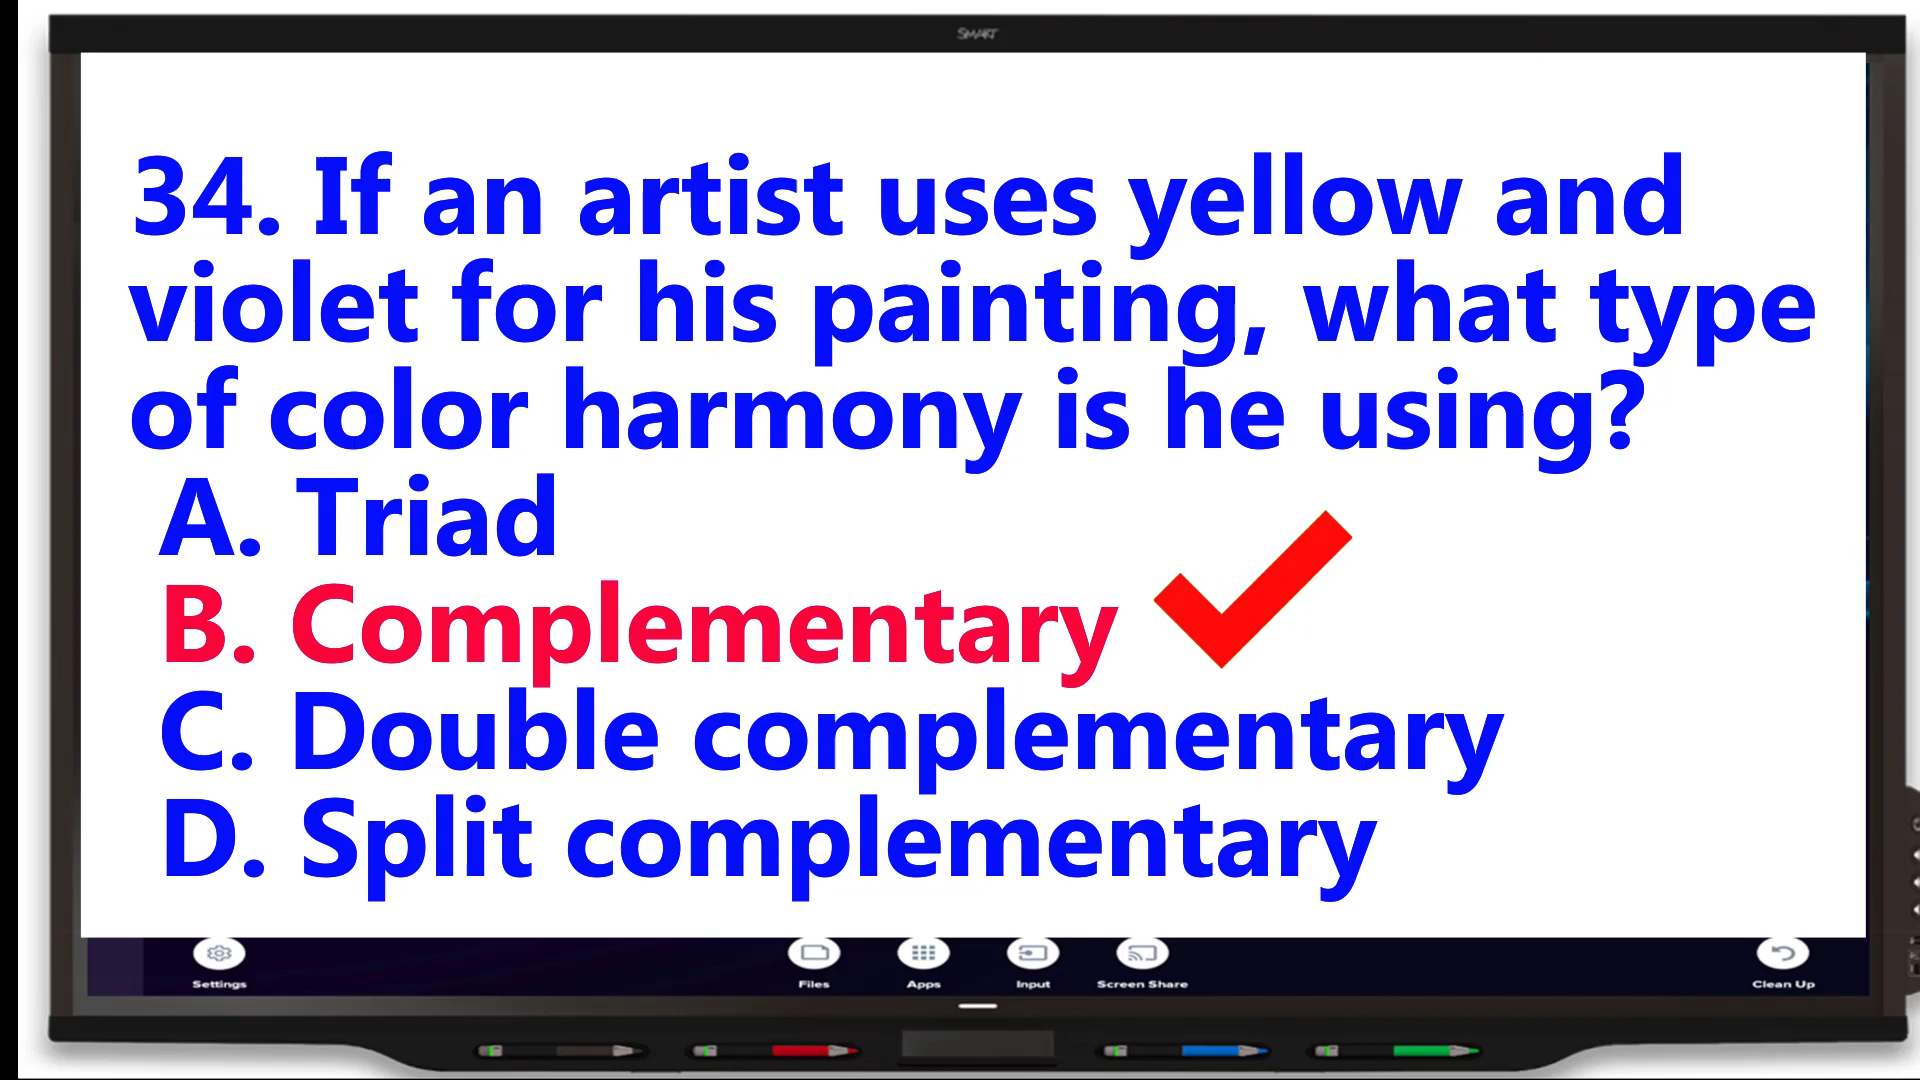 SMART
34. If an artist uses yellow and
violet for his painting, what type
of color harmony is he using?
A. Triad
B. Complementary
C. Double complementary
D. Split complementary
Settings
Files
Apps
Input
Screen Share
Clean Up